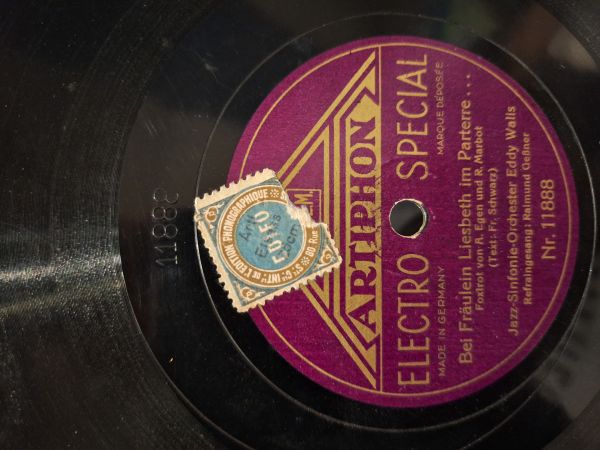 ARTIPHON
ELECTRO SPECIAL
MADE IN GERMANY
MARQUE DÉPOSÉE
Bei Fräulein Liesbeth im Parterre...
Foxtrot von A. Egen und R. Marbot
(Text: Fr. Schwarz)
Jazz-Sinfonie-Orchester Eddy Walis
Refraingesang: Raimund Oeßner
Nr. 11888
11888
DE EDITION PHONOGRAPHIQUE